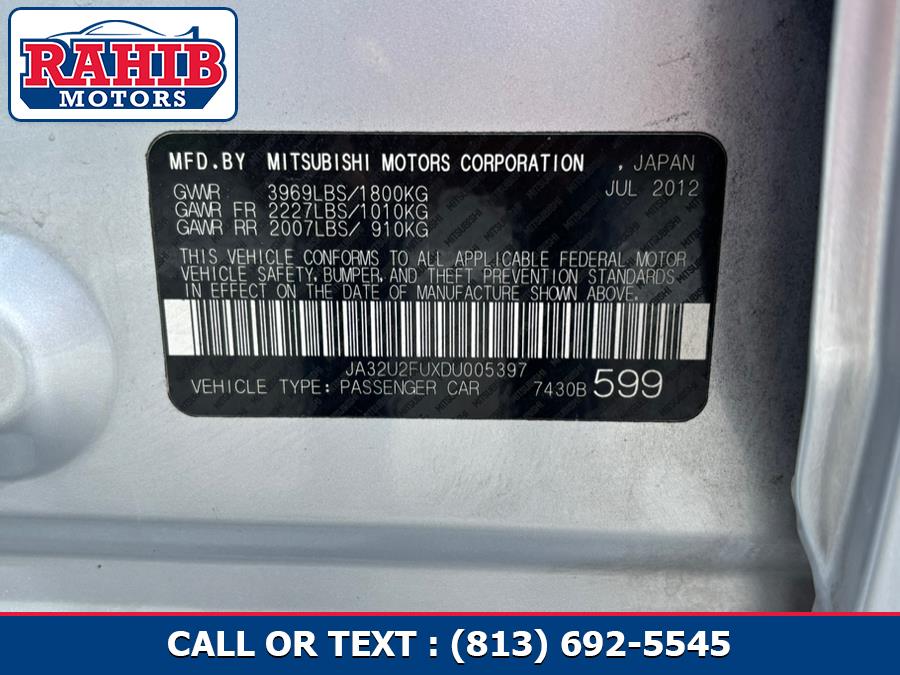 RAHIB
MOTORS
MFD.BY MITSUBISHI MOTORS CORPORATION , JAPAN
GVWR 3969LBS/1800KG JUL 2012
GAWR FR 2227LBS/1010KG
GAWR RR 2007LBS/ 910KG
THIS VEHICLE CONFORMS TO ALL APPLICABLE FEDERAL MOTOR
VEHICLE SAFETY,BUMPER,AND THEFT PREVENTION STANDARDS
IN EFFECT ON THE DATE OF MANUFACTURE SHOWN ABOVE.
JA32U2FUXDU005397
VEHICLE TYPE: PASSENGER CAR 7430B 599
CALL OR TEXT : (813) 692-5545